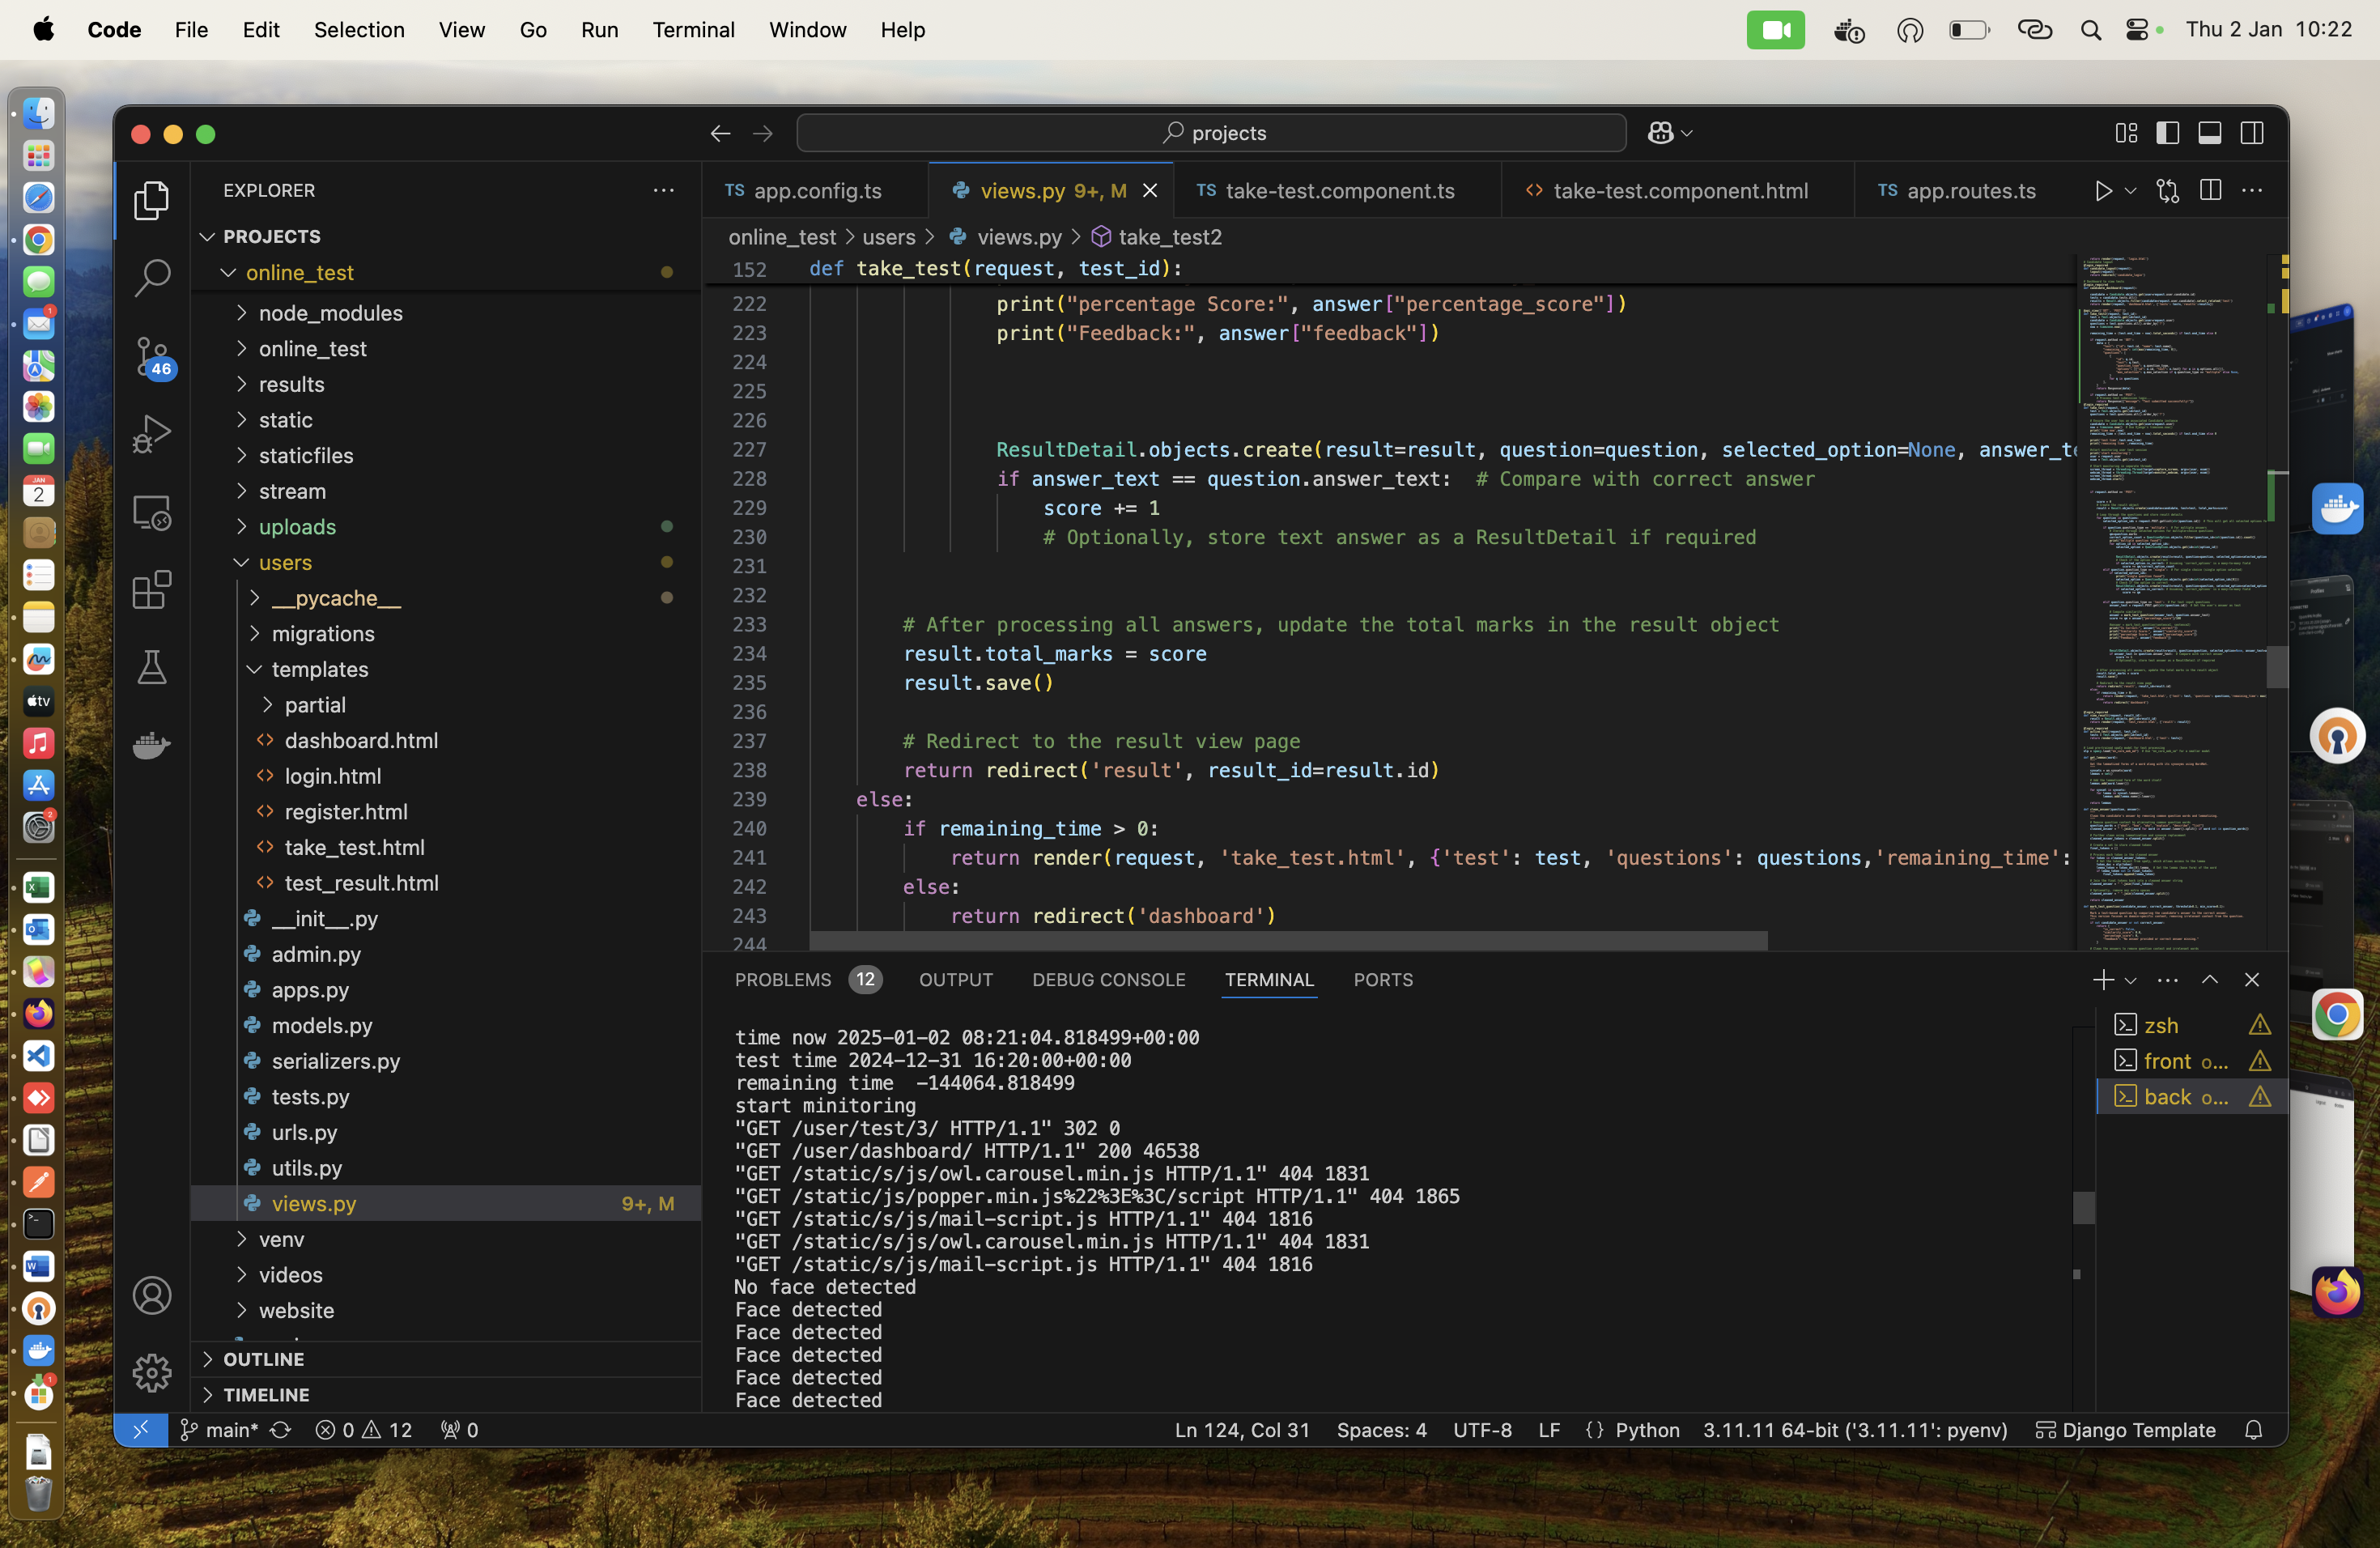 Code File Edit Selection View Go Run Terminal Window Help Thu 2 Jan 10:22
projects
EXPLORER
PROJECTS
online_test
node_modules
online_test
results
static
staticfiles
stream
uploads
users
__pycache__
migrations
templates
partial
dashboard.html
login.html
register.html
take_test.html
test_result.html
__init__.py
admin.py
apps.py
models.py
serializers.py
tests.py
urls.py
utils.py
views.py 9+, M
venv
videos
website
OUTLINE
TIMELINE
46
JAN
2
tv
TS app.config.ts views.py 9+, M TS take-test.component.ts take-test.component.html TS app.routes.ts
online_test > users > views.py > take_test2
152 def take_test(request, test_id):
222 print("percentage Score:", answer["percentage_score"])
223 print("Feedback:", answer["feedback"])
224
225
226
227 ResultDetail.objects.create(result=result, question=question, selected_option=None, answer_te
228 if answer_text == question.answer_text: # Compare with correct answer
229 score += 1
230 # Optionally, store text answer as a ResultDetail if required
231
232
233 # After processing all answers, update the total marks in the result object
234 result.total_marks = score
235 result.save()
236
237 # Redirect to the result view page
238 return redirect('result', result_id=result.id)
239 else:
240 if remaining_time > 0:
241 return render(request, 'take_test.html', {'test': test, 'questions': questions,'remaining_time':
242 else:
243 return redirect('dashboard')
244
PROBLEMS 12 OUTPUT DEBUG CONSOLE TERMINAL PORTS
time now 2025-01-02 08:21:04.818499+00:00
test time 2024-12-31 16:20:00+00:00
remaining time  -144064.818499
start minitoring
"GET /user/test/3/ HTTP/1.1" 302 0
"GET /user/dashboard/ HTTP/1.1" 200 46538
"GET /static/s/js/owl.carousel.min.js HTTP/1.1" 404 1831
"GET /static/js/popper.min.js%22%3E%3C/script HTTP/1.1" 404 1865
"GET /static/s/js/mail-script.js HTTP/1.1" 404 1816
"GET /static/s/js/owl.carousel.min.js HTTP/1.1" 404 1831
"GET /static/s/js/mail-script.js HTTP/1.1" 404 1816
No face detected
Face detected
Face detected
Face detected
Face detected
Face detected
zsh
front o...
back o...
main* 0 12 0 Ln 124, Col 31 Spaces: 4 UTF-8 LF {} Python 3.11.11 64-bit ('3.11.11': pyenv) Django Template